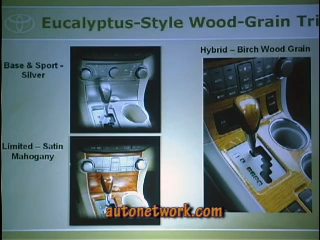 Eucalyptus-Style Wood-Grain Tri
Hybrid – Birch Wood Grain
Base & Sport -
Silver
Limited – Satin
Mahogany
autonetwork.com